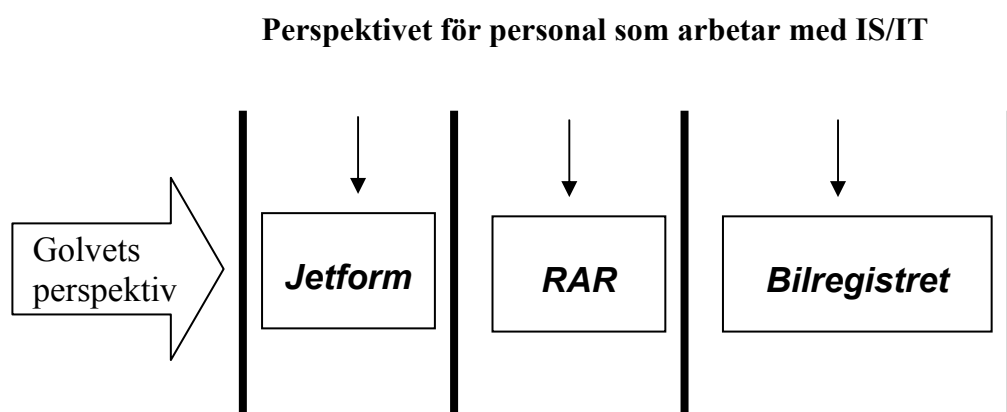 Perspektivet för personal som arbetar med IS/IT
Golvets
perspektiv
Jetform
RAR
Bilregistret